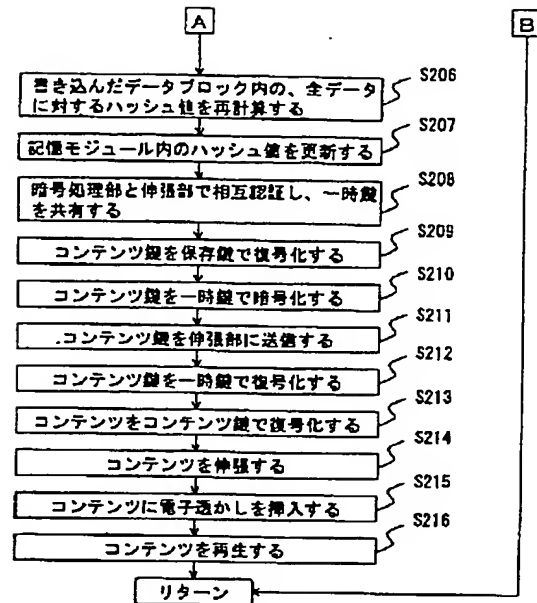 A
B
書き込んだデータブロック内の、全データ
に対するハッシュ値を再計算する
S206
記憶モジュール内のハッシュ値を更新する
S207
暗号処理部と伸張部で相互認証し、一時鍵
を共有する
S208
コンテンツ鍵を保存鍵で復号化する
S209
コンテンツ鍵を一時鍵で暗号化する
S210
コンテンツ鍵を伸張部に送信する
S211
コンテンツ鍵を一時鍵で復号化する
S212
コンテンツをコンテンツ鍵で復号化する
S213
コンテンツを伸張する
S214
コンテンツに電子透かしを挿入する
S215
コンテンツを再生する
S216
リターン